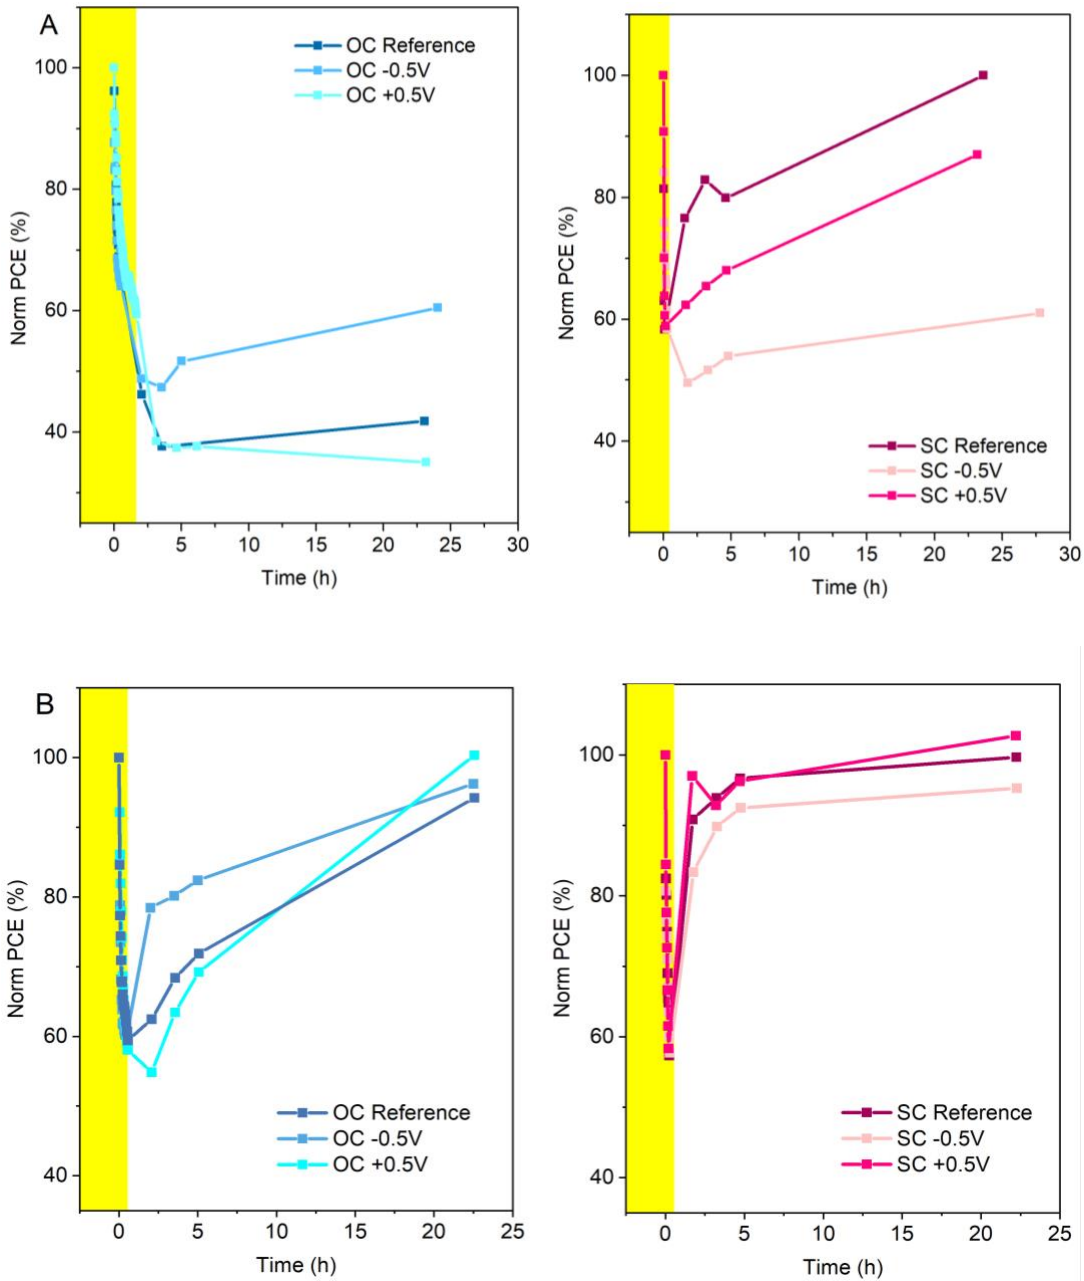 A
OC Reference
OC -0.5V
OC +0.5V
100
80
60
40
Norm PCE (%)
0 5 10 15 20 25 30
Time (h)
100
80
60
40
Norm PCE (%)
SC Reference
SC -0.5V
SC +0.5V
0 5 10 15 20 25 30
Time (h)
B
100
80
60
40
Norm PCE (%)
OC Reference
OC -0.5V
OC +0.5V
0 5 10 15 20 25
Time (h)
100
80
60
40
Norm PCE (%)
SC Reference
SC -0.5V
SC +0.5V
0 5 10 15 20 25
Time (h)